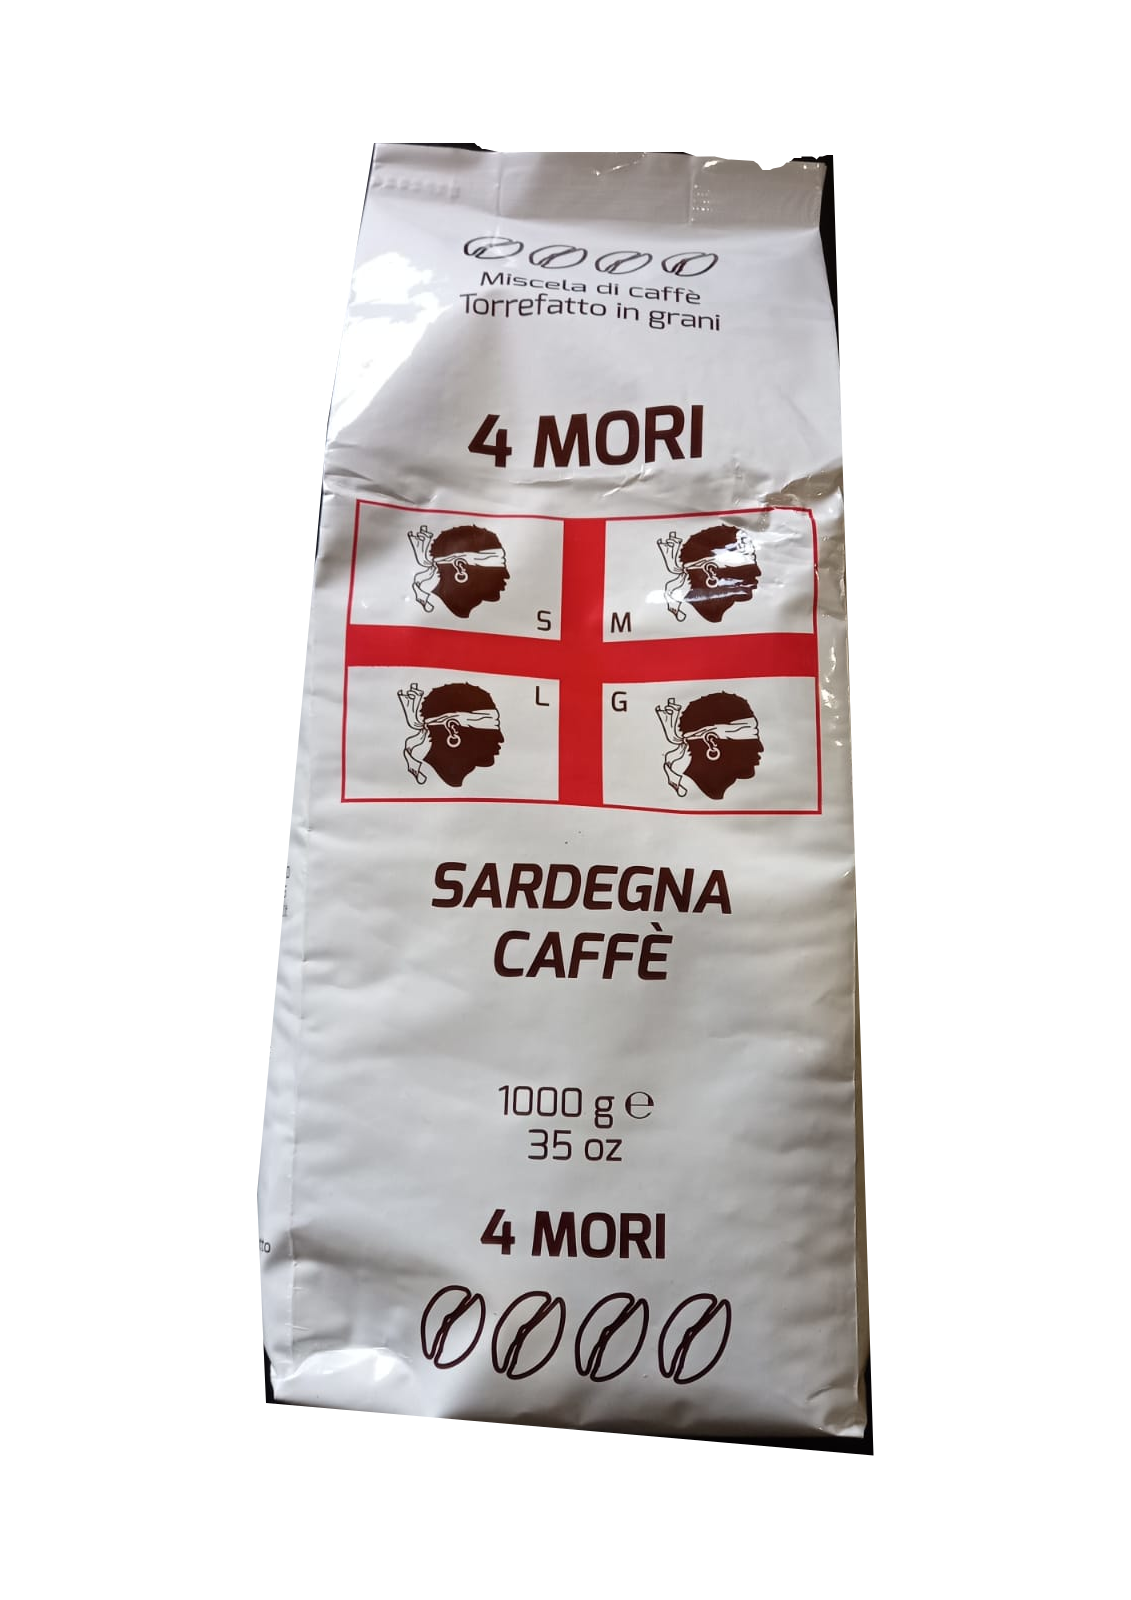 Miscela di caffè
Torrefatto in grani
4 MORI
S M
L G
SARDEGNA
CAFFÈ
1000 g ℮
35 oz
4 MORI